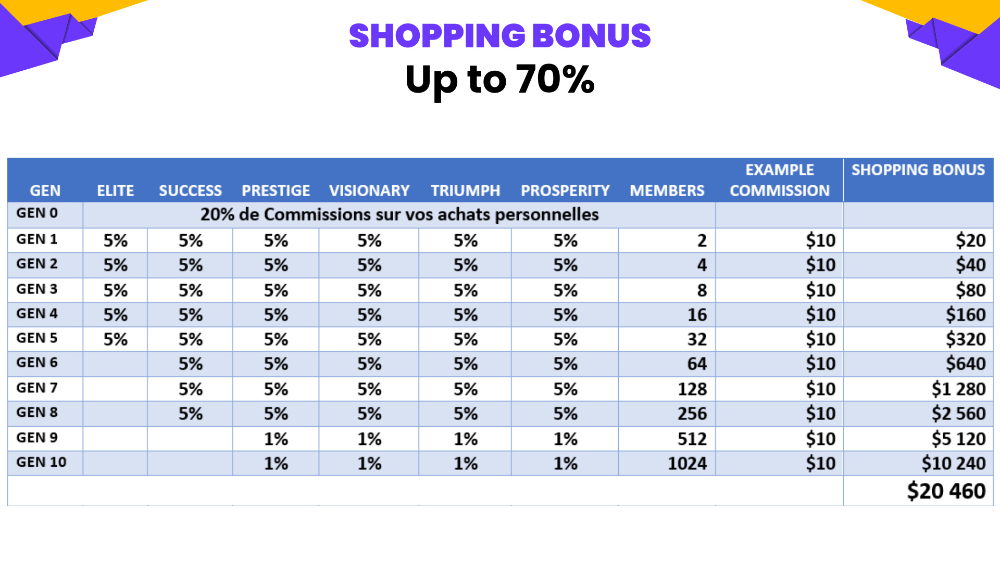 SHOPPING BONUS
Up to 70%
GEN ELITE SUCCESS PRESTIGE VISIONARY TRIUMPH PROSPERITY MEMBERS EXAMPLE COMMISSION SHOPPING BONUS
GEN 0 20% de Commissions sur vos achats personnelles
GEN 1 5% 5% 5% 5% 5% 5% 2 $10 $20
GEN 2 5% 5% 5% 5% 5% 5% 4 $10 $40
GEN 3 5% 5% 5% 5% 5% 5% 8 $10 $80
GEN 4 5% 5% 5% 5% 5% 5% 16 $10 $160
GEN 5 5% 5% 5% 5% 5% 5% 32 $10 $320
GEN 6 5% 5% 5% 5% 5% 64 $10 $640
GEN 7 5% 5% 5% 5% 5% 128 $10 $1 280
GEN 8 5% 5% 5% 5% 5% 256 $10 $2 560
GEN 9 1% 1% 1% 1% 512 $10 $5 120
GEN 10 1% 1% 1% 1% 1024 $10 $10 240
$20 460